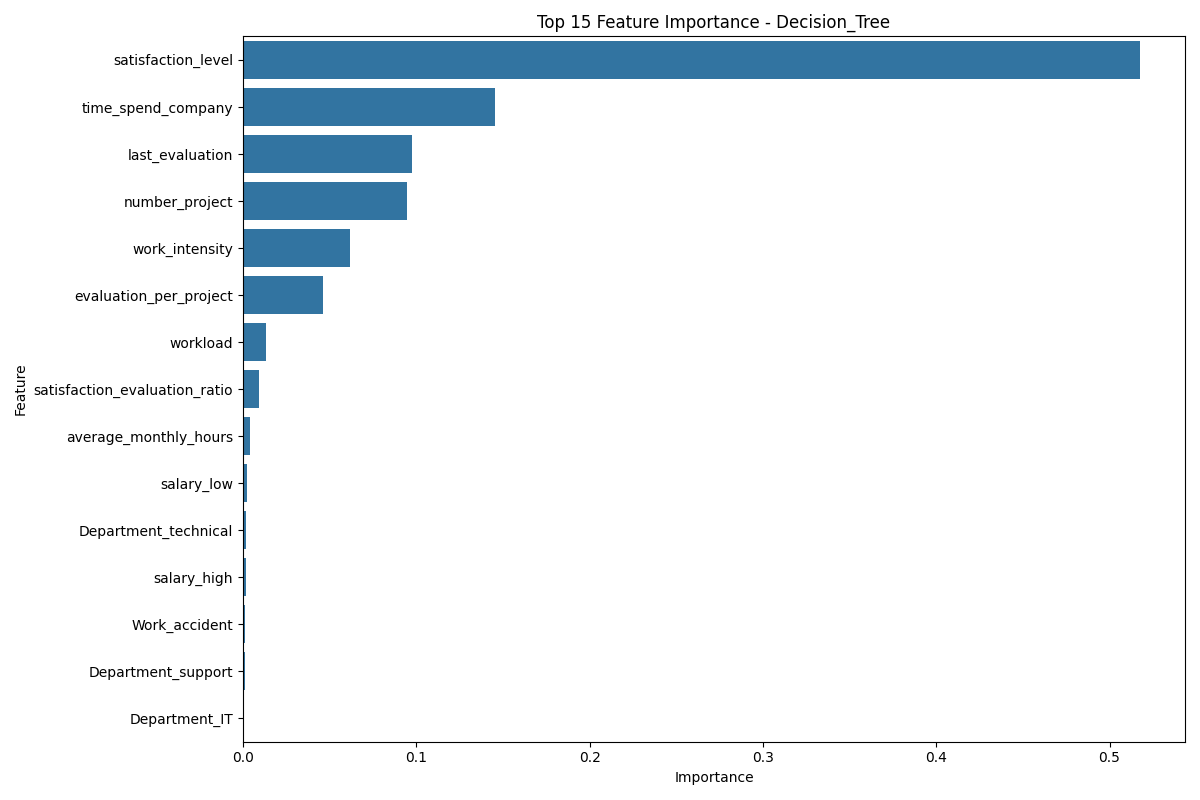 Top 15 Feature Importance - Decision_Tree
Feature
satisfaction_level
time_spend_company
last_evaluation
number_project
work_intensity
evaluation_per_project
workload
satisfaction_evaluation_ratio
average_monthly_hours
salary_low
Department_technical
salary_high
Work_accident
Department_support
Department_IT
0.0 0.1 0.2 0.3 0.4 0.5
Importance